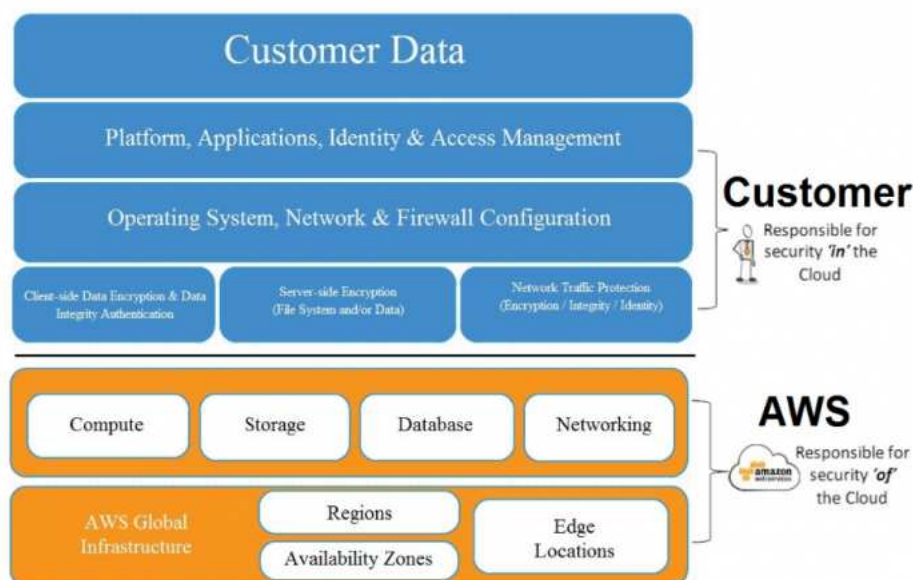 Customer Data
Platform, Applications, Identity & Access Management
Operating System, Network & Firewall Configuration
Client-side Data Encryption & Data
Integrity Authentication
Server-side Encryption
(File System and/or Data)
Network Traffic Protection
(Encryption / Integrity / Identity)
Customer
Responsible for
security 'in' the
Cloud
Compute
Storage
Database
Networking
AWS Global
Infrastructure
Regions
Availability Zones
Edge
Locations
AWS
amazon
web services
Responsible for
security 'of'
the Cloud